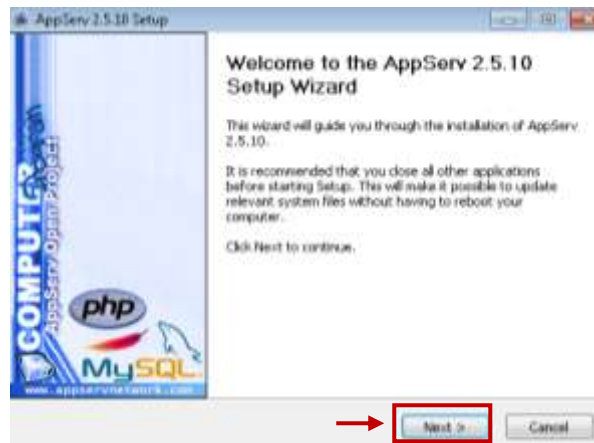 AppServ 2.5.10 Setup
Welcome to the AppServ 2.5.10
Setup Wizard
This wizard will guide you through the installation of AppServ
2.5.10.
It is recommended that you close all other applications
before starting Setup. This will make it possible to update
relevant system files without having to reboot your
computer.
Click Next to continue.
COMPUTER
Program
AppServ Open Project
php
MySQL
www.appservnetwork.com
Next >
Cancel